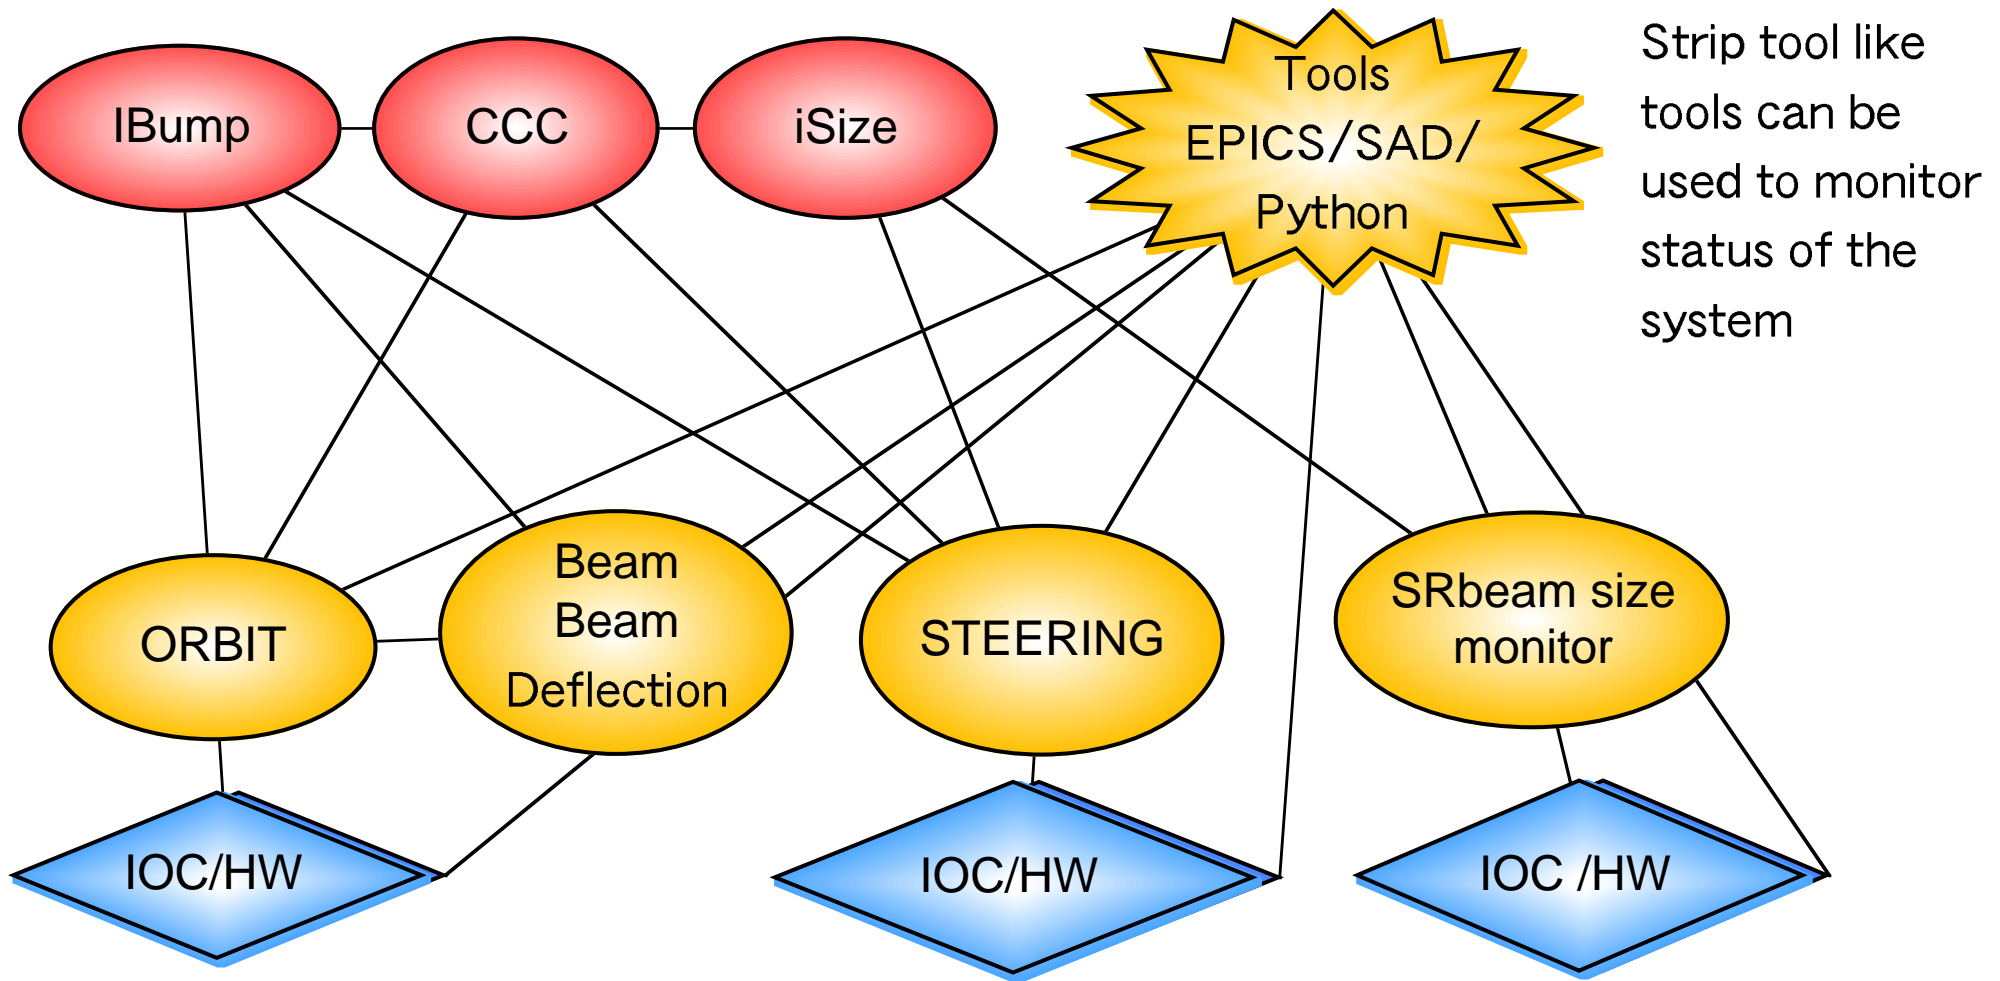 IBump
CCC
iSize
Tools
EPICS/SAD/
Python
Strip tool like
tools can be
used to monitor
status of the
system
ORBIT
Beam
Beam
Deflection
STEERING
SRbeam size
monitor
IOC/HW
IOC/HW
IOC /HW